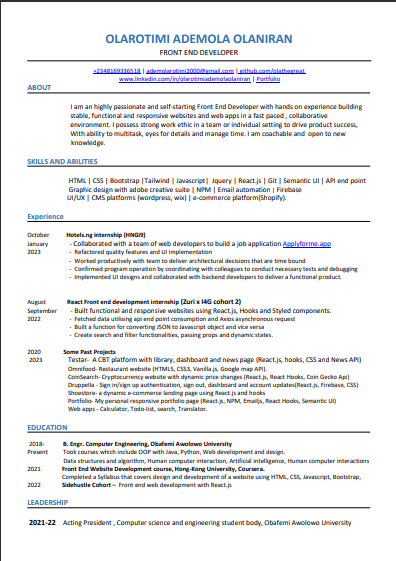 OLAROTIMI ADEMOLA OLANIRAN
FRONT END DEVELOPER
+2348169336518 | ademolarotimi2000@gmail.com | github.com/olathegreat
www.linkedin.com/in/olarotimiademolaolaniran | Portfolio
ABOUT
I am an highly passionate and self-starting Front End Developer with hands on experience building
stable, functional and responsive websites and web apps in a fast paced , collaborative
environment. I possess strong work ethic in a team or individual setting to drive product success,
With ability to multitask, eyes for details and manage time. I am coachable and open to new
knowledge.
SKILLS AND ABILITIES
HTML | CSS | Bootstrap |Tailwind | Javascript| Jquery | React.js | Git | Semantic UI | API end point
Graphic design with adobe creative suite | NPM | Email automation | Firebase
UI/UX | CMS platforms (wordpress, wix) | e-commerce platform(Shopify).
Experience
October Hotels.ng internship (HNGI9)
January - Collaborated with a team of web developers to build a job application Applyforme.app
2023 - Refactored quality features and UI implementation
- Worked productively with team to deliver architectural decisions that are time bound
- Confirmed program operation by coordinating with colleagues to conduct necessary tests and debugging
- Implemented UI designs and collaborated with backend developers to deliver a functional product.
August React Front end development internship (Zuri x I4G cohort 2)
September - Built functional and responsive websites using React.js, Hooks and Styled components.
2022 - Fetched data utilising api end point consumption and Axios asynchronous request
- Built a function for converting JSON to Javascript object and vice versa
- Create search and filter functionalities, passing props and dynamic states.
2020 Some Past Projects
2023 Testar- A CBT platform with library, dashboard and news page (React.js, hooks, CSS and News API)
Omnifood- Restaurant website (HTML5, CSS3, Vanilla.js, Google map API).
CoinSearch- Cryptocurrency website with dynamic price changes (React.js, React Hooks, Coin Gecko Api)
Druppella - Sign in/sign up authentication, sign out, dashboard and account updates(React.js, Firebase, CSS)
Shoestore- a dynamic e-commerce landing page using React.js and hooks
Portfolio- My personal responsive portfolio page (React.js, NPM, Emailjs, React Hooks, Semantic UI)
Web apps - Calculator, Todo-list, search, Translator.
EDUCATION
2018- B. Engr. Computer Engineering, Obafemi Awolowo University
Present Took courses which include OOP with Java, Python, Web Design and Development.
Data structures and algorithm, Human computer interaction, Artificial intelligence, Human computer interactions
2021 Front End Website Development course, Hong-Kong University, Coursera.
Completed a Syllabus that covers design and development of a website using HTML, CSS, Javascript, Bootstrap,
2022 Sidehustle Cohort – Front end web development with React.js
LEADERSHIP
2021-22 Acting President , Computer science and engineering student body, Obafemi Awolowo University